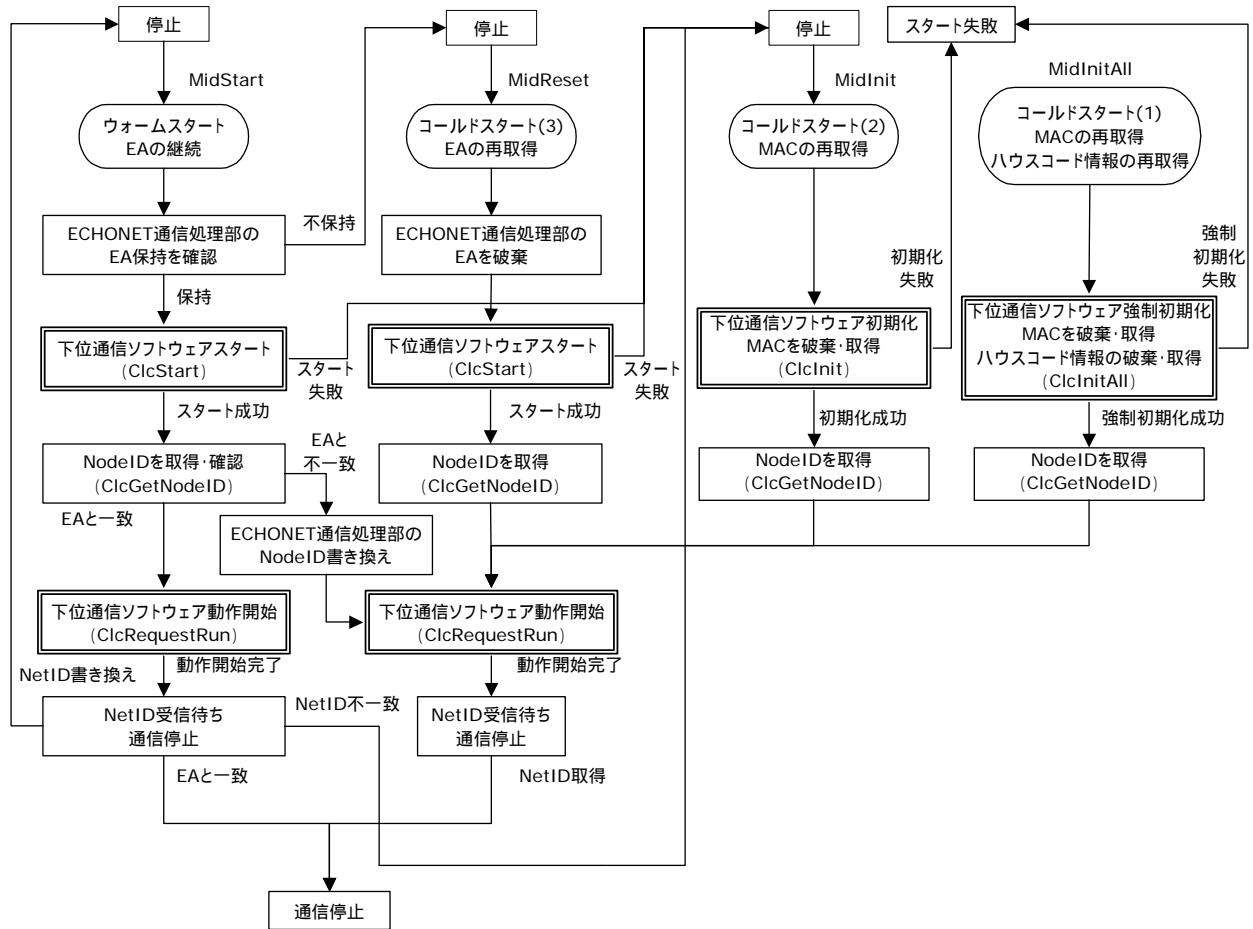 停止
停止
停止
スタート失敗
MidStart
MidReset
MidInit
MidInitAll
ウォームスタート
EAの継続
コールドスタート(3)
EAの再取得
コールドスタート(2)
MACの再取得
コールドスタート(1)
MACの再取得
ハウスコード情報の再取得
ECHONET通信処理部の
EA保持を確認
不保持
ECHONET通信処理部の
EAを破棄
初期化
失敗
強制
初期化
失敗
保持
下位通信ソフトウェアスタート
(ClcStart)
スタート
失敗
下位通信ソフトウェアスタート
(ClcStart)
スタート
失敗
下位通信ソフトウェア初期化
MACを破棄・取得
(ClcInit)
下位通信ソフトウェア強制初期化
MACを破棄・取得
ハウスコード情報の破棄・取得
(ClcInitAll)
スタート成功
スタート成功
初期化成功
強制初期化成功
NodeIDを取得・確認
(ClcGetNodeID)
EAと
不一致
NodeIDを取得
(ClcGetNodeID)
NodeIDを取得
(ClcGetNodeID)
NodeIDを取得
(ClcGetNodeID)
EAと一致
ECHONET通信処理部の
NodeID書き換え
下位通信ソフトウェア動作開始
(ClcRequestRun)
下位通信ソフトウェア動作開始
(ClcRequestRun)
NetID書き換え
動作開始完了
動作開始完了
NetID受信待ち
通信停止
NetID不一致
NetID受信待ち
通信停止
EAと一致
NetID取得
通信停止